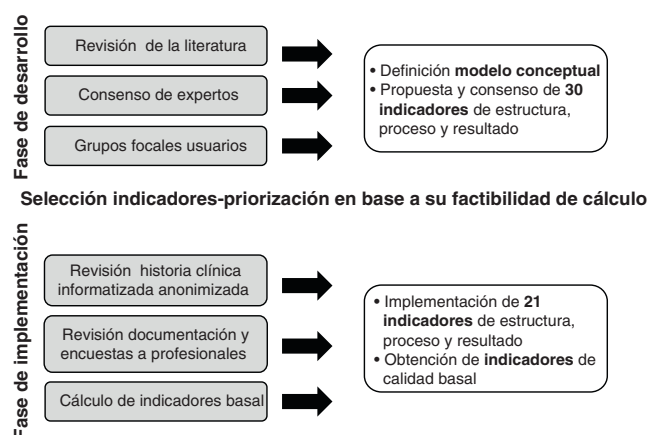 Fase de desarrollo
Revisión de la literatura
Consenso de expertos
Grupos focales usuarios
• Definición modelo conceptual
• Propuesta y consenso de 30
indicadores de estructura,
proceso y resultado
Selección indicadores-priorización en base a su factibilidad de cálculo
Fase de implementación
Revisión historia clínica
informatizada anonimizada
Revisión documentación y
encuestas a profesionales
Cálculo de indicadores basal
• Implementación de 21
indicadores de estructura,
proceso y resultado
• Obtención de indicadores de
calidad basal